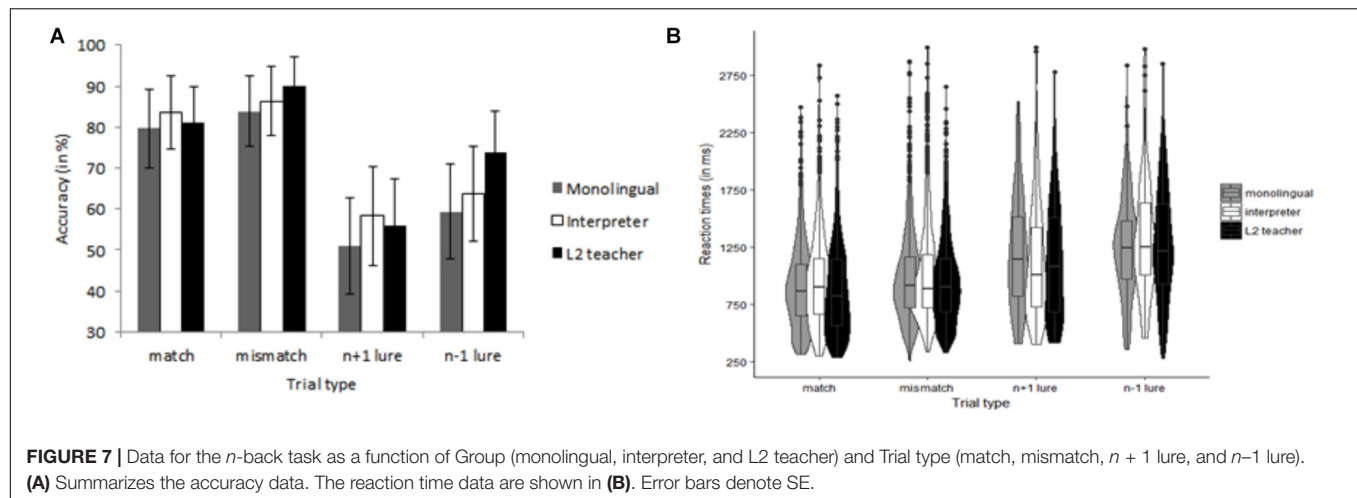 A
100
90
80
70
60
50
40
30
Accuracy (in %)
match mismatch n+1 lure n-1 lure
Trial type
Monolingual
Interpreter
L2 teacher
B
2750
2250
1750
1250
750
250
Reaction times (in ms)
match mismatch n+1 lure n-1 lure
Trial type
monolingual
interpreter
L2 teacher
FIGURE 7 | Data for the n-back task as a function of Group (monolingual, interpreter, and L2 teacher) and Trial type (match, mismatch, n + 1 lure, and n–1 lure).
(A) Summarizes the accuracy data. The reaction time data are shown in (B). Error bars denote SE.